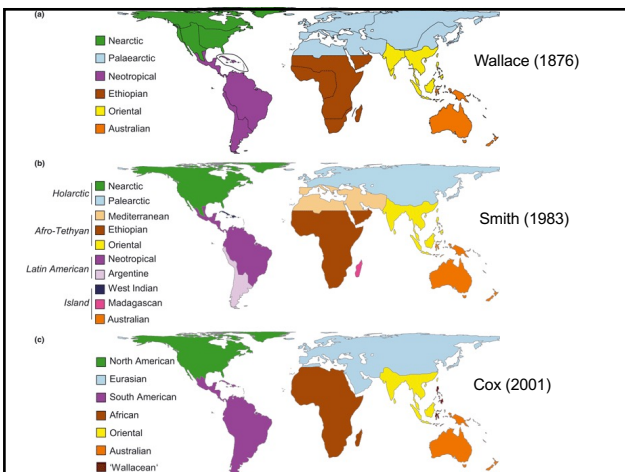 (a)
Nearctic
Palaearctic
Neotropical
Ethiopian
Oriental
Australian
Wallace (1876)
(b)
Holarctic
Nearctic
Palearctic
Afro-Tethyan
Mediterranean
Ethiopian
Oriental
Latin American
Neotropical
Argentine
Island
West Indian
Madagascan
Australian
Smith (1983)
(c)
North American
Eurasian
South American
African
Oriental
Australian
'Wallacean'
Cox (2001)